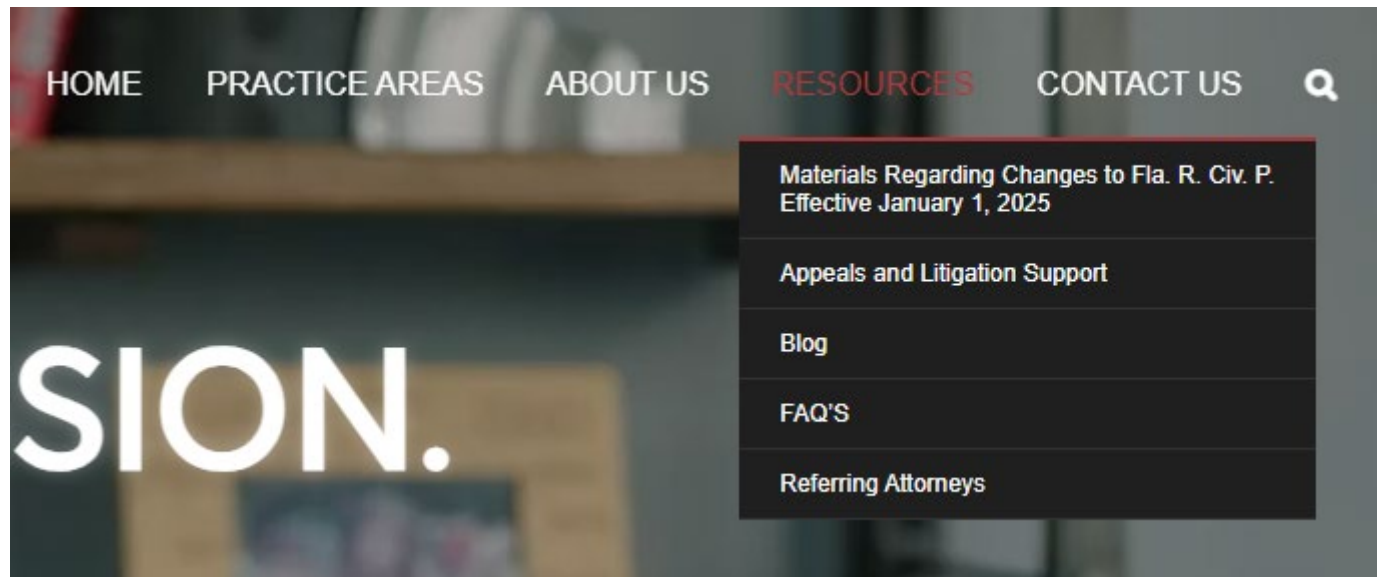 HOME PRACTICE AREAS ABOUT US RESOURCES CONTACT US
Materials Regarding Changes to Fla. R. Civ. P.
Effective January 1, 2025
Appeals and Litigation Support
Blog
FAQ'S
Referring Attorneys
SION.